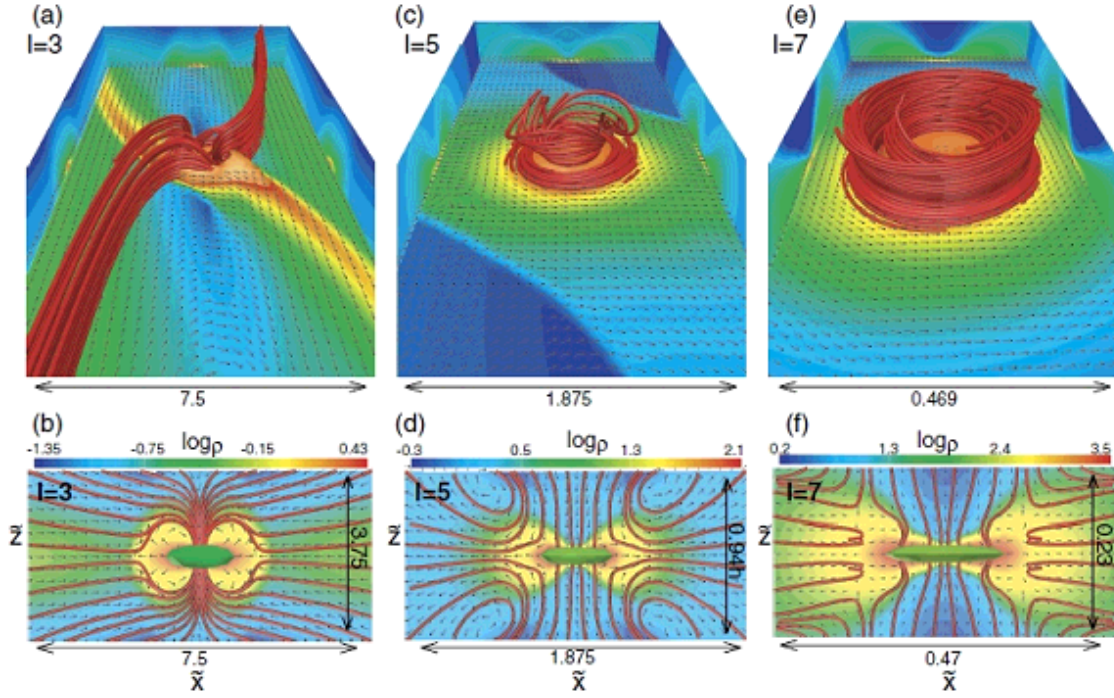 (a)
l=3
7.5
(c)
l=5
1.875
(e)
l=7
0.469
(b)
logρ
-1.35 -0.75 -0.15 0.43
l=3
z̃
3.75
7.5
x̃
(d)
logρ
-0.3 0.5 1.3 2.1
l=5
z̃
0.94h
1.875
x̃
(f)
logρ
0.2 1.3 2.4 3.5
l=7
z̃
0.23
0.47
x̃